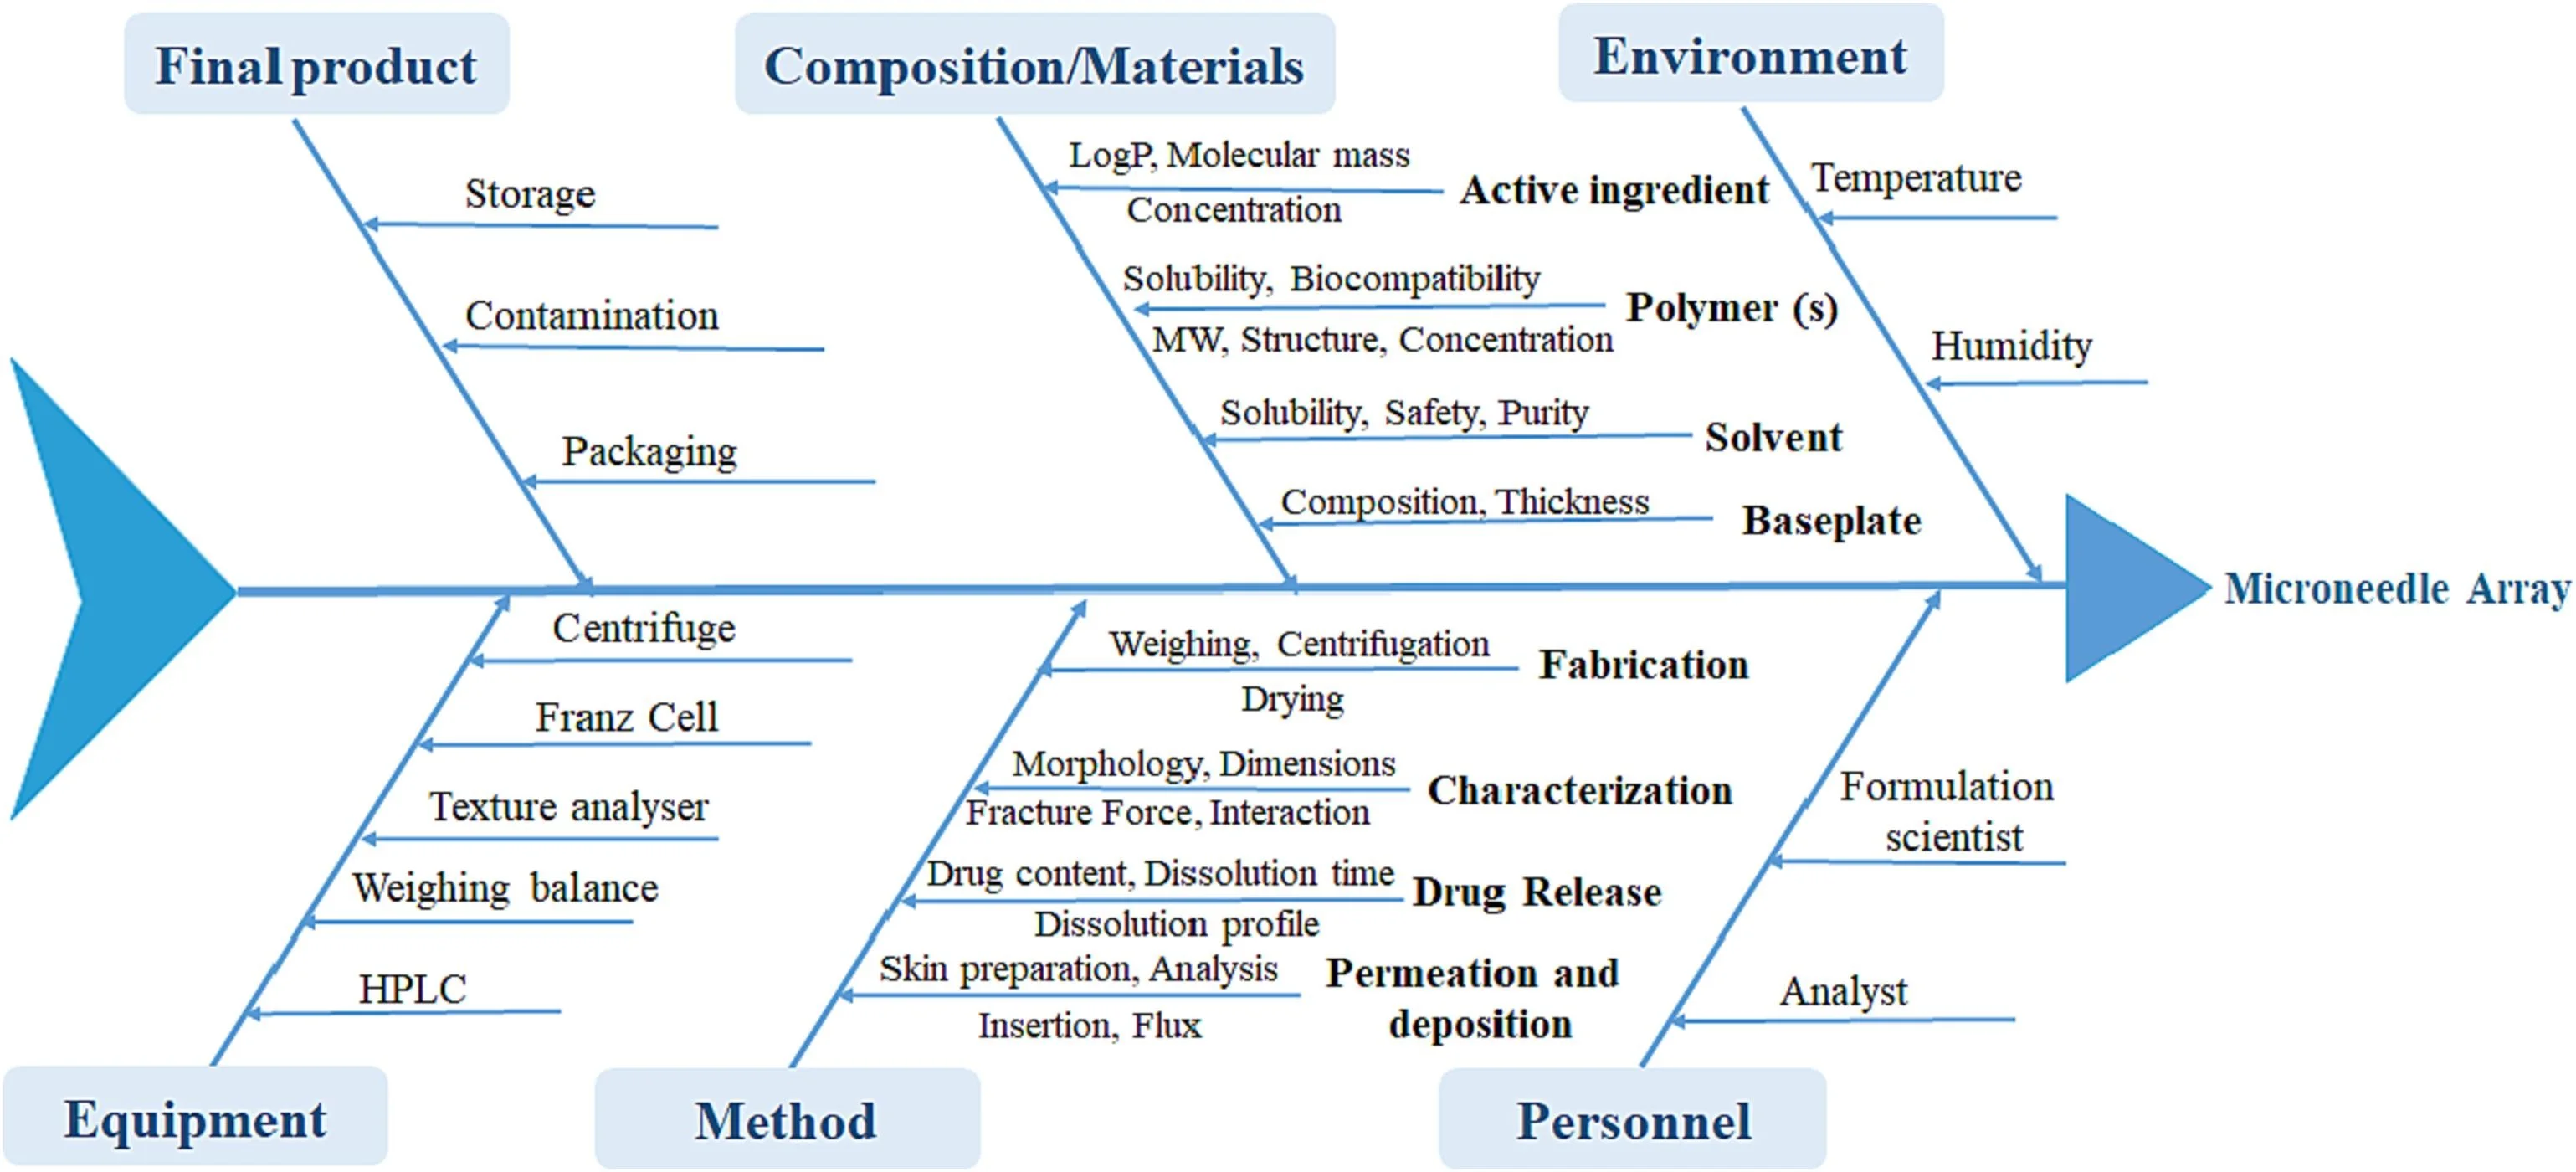 Final product
Storage
Contamination
Packaging
Composition/Materials
LogP, Molecular mass
Concentration
Active ingredient
Solubility, Biocompatibility
MW, Structure, Concentration
Polymer (s)
Solubility, Safety, Purity
Solvent
Composition, Thickness
Baseplate
Environment
Temperature
Humidity
Microneedle Array
Centrifuge
Franz Cell
Texture analyser
Weighing balance
HPLC
Equipment
Weighing, Centrifugation
Drying
Fabrication
Morphology, Dimensions
Fracture Force, Interaction
Characterization
Drug content, Dissolution time
Dissolution profile
Drug Release
Skin preparation, Analysis
Insertion, Flux
Permeation and
deposition
Method
Formulation
scientist
Analyst
Personnel